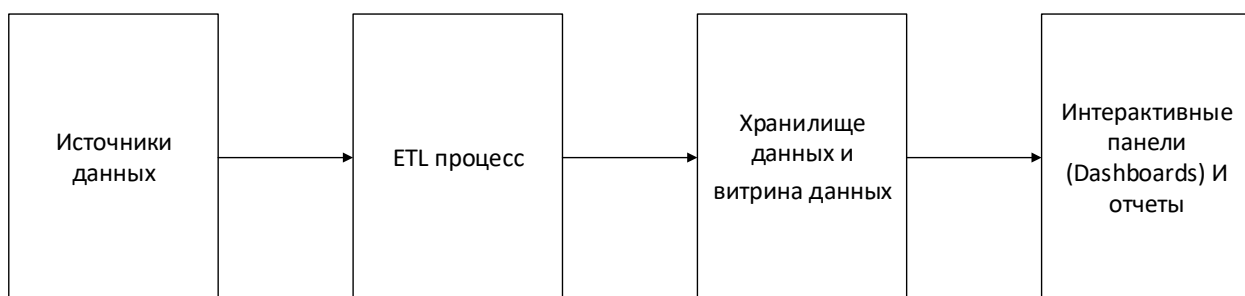 Источники
данных
ETL процесс
Хранилище
данных и
витрина данных
Интерактивные
панели
(Dashboards) И
отчеты